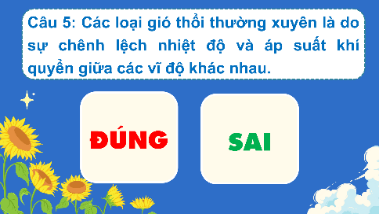 Câu 5: Các loại gió thổi thường xuyên là do
sự chênh lệch nhiệt độ và áp suất khí
quyển giữa các vĩ độ khác nhau.
ĐÚNG
SAI